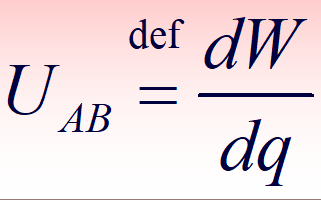 U_AB def= dW/dq